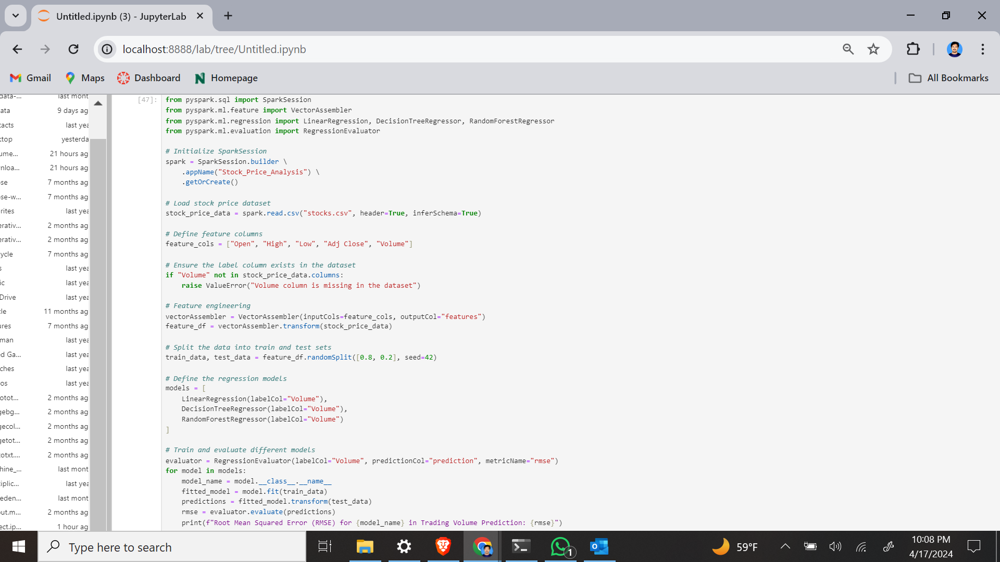 Untitled.ipynb (3) - JupyterLab
localhost:8888/lab/tree/Untitled.ipynb
Gmail Maps Dashboard Homepage All Bookmarks
data-... last mont
ata 9 days ag
tacts last yea
ktop yesterda
ume... 21 hours ag
nloa... 21 hours ag
se 7 months ag
se-w... 7 months ag
rites last yea
erativ... 2 months ag
erativ... 2 months ag
ycle 7 months ag
s last yea
ic last yea
Drive last yea
le 11 months ag
ures 7 months ag
man last yea
d Ga... last yea
ches last yea
os last yea
otot... 2 months ag
gebg... 2 months ag
gecol... 2 months ag
getot... 2 months ag
totxt.... 2 months ag
hine_... last mont
tiplic... last yea
eden... last mont
out.m... 2 months ag
ect.ip... 1 hour ag
[47]:
from pyspark.sql import SparkSession
from pyspark.ml.feature import VectorAssembler
from pyspark.ml.regression import LinearRegression, DecisionTreeRegressor, RandomForestRegressor
from pyspark.ml.evaluation import RegressionEvaluator
# Initialize SparkSession
spark = SparkSession.builder \
.appName("Stock_Price_Analysis") \
.getOrCreate()
# Load stock price dataset
stock_price_data = spark.read.csv("stocks.csv", header=True, inferSchema=True)
# Define feature columns
feature_cols = ["Open", "High", "Low", "Adj Close", "Volume"]
# Ensure the label column exists in the dataset
if "Volume" not in stock_price_data.columns:
raise ValueError("Volume column is missing in the dataset")
# Feature engineering
vectorAssembler = VectorAssembler(inputCols=feature_cols, outputCol="features")
feature_df = vectorAssembler.transform(stock_price_data)
# Split the data into train and test sets
train_data, test_data = feature_df.randomSplit([0.8, 0.2], seed=42)
# Define the regression models
models = [
LinearRegression(labelCol="Volume"),
DecisionTreeRegressor(labelCol="Volume"),
RandomForestRegressor(labelCol="Volume")
]
# Train and evaluate different models
evaluator = RegressionEvaluator(labelCol="Volume", predictionCol="prediction", metricName="rmse")
for model in models:
model_name = model.__class__.__name__
fitted_model = model.fit(train_data)
predictions = fitted_model.transform(test_data)
rmse = evaluator.evaluate(predictions)
print(f"Root Mean Squared Error (RMSE) for {model_name} in Trading Volume Prediction: {rmse}")
Type here to search
1
59°F
10:08 PM
4/17/2024